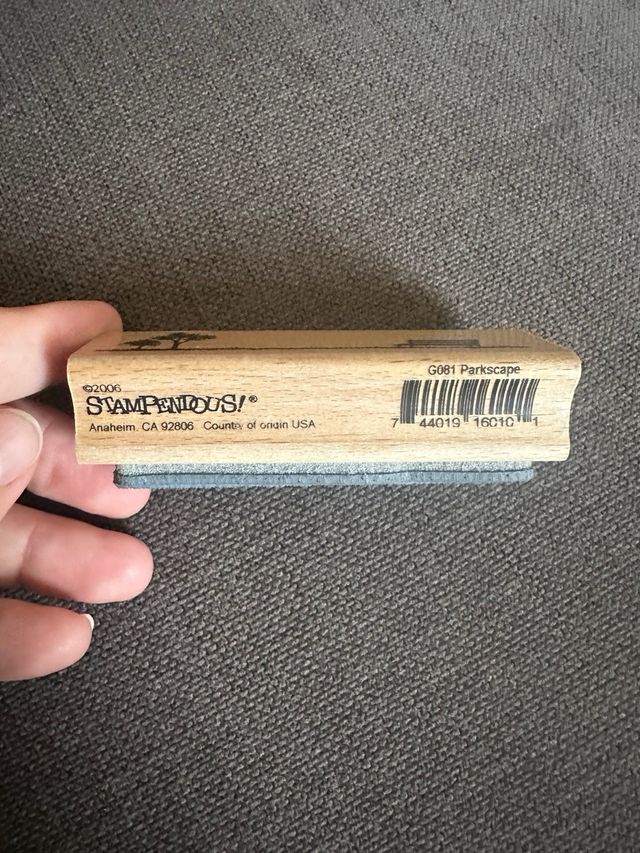 ©2006
STAMPENDOUS!®
Anaheim, CA 92806 Country of origin USA
G081 Parkscape
7 44019 16010 1